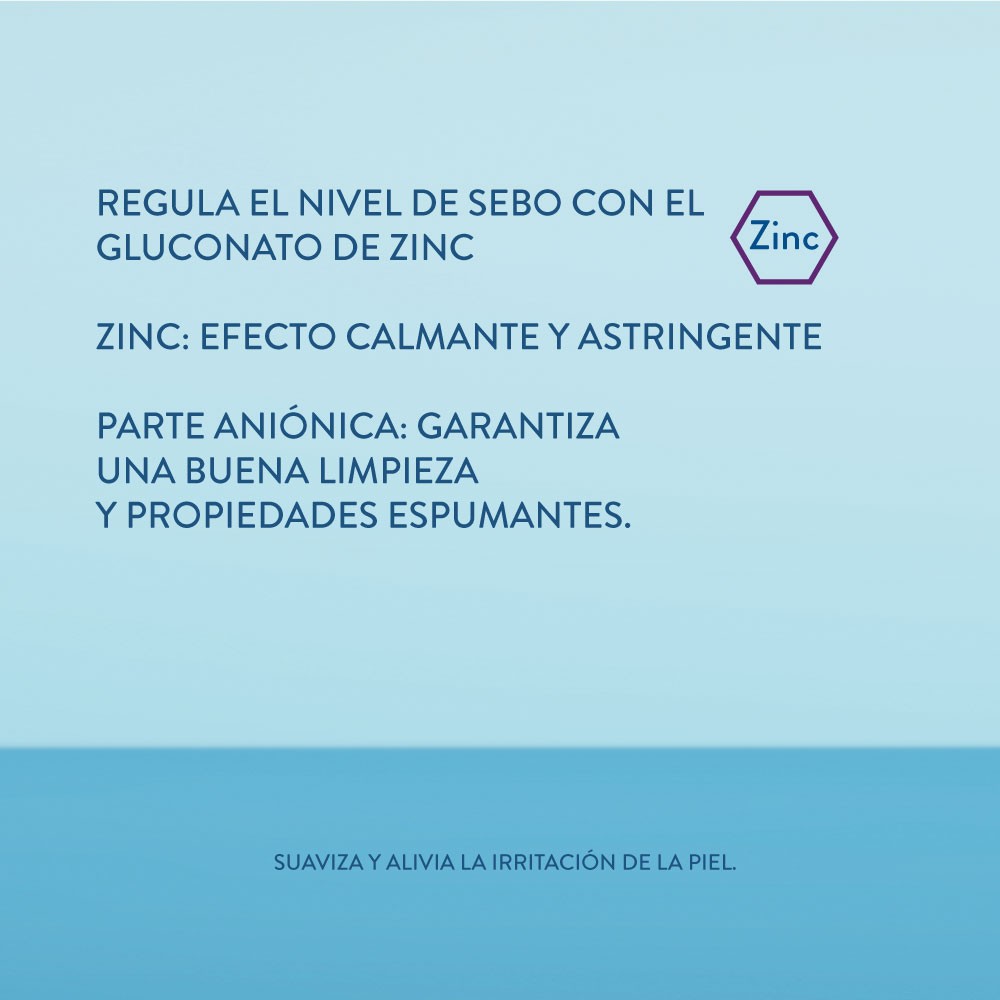 REGULA EL NIVEL DE SEBO CON EL
GLUCONATO DE ZINC
Zinc
ZINC: EFECTO CALMANTE Y ASTRINGENTE
PARTE ANIÓNICA: GARANTIZA
UNA BUENA LIMPIEZA
Y PROPIEDADES ESPUMANTES.
SUAVIZA Y ALIVIA LA IRRITACIÓN DE LA PIEL.